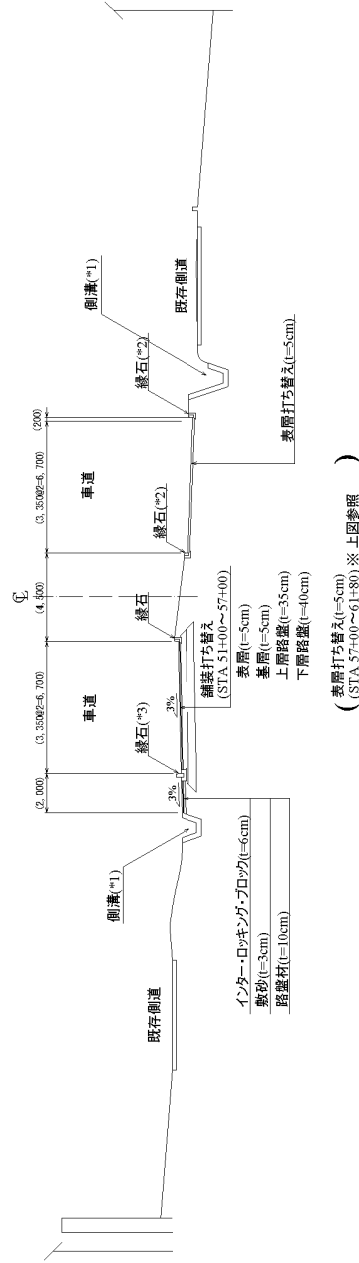 ℄
(2, 000)
(3, 350@2=6, 700)
(4, 500)
(3, 350@2=6, 700)
(200)
車道
車道
側溝(*1)
縁石(*3)
縁石
縁石(*2)
縁石(*2)
側溝(*1)
既存側道
既存側道
3%
3%
インター・ロッキング・ブロック(t=6cm)
敷砂(t=3cm)
路盤材(t=10cm)
舗装打ち替え
(STA 51+00～57+00)
表層(t=5cm)
基層(t=5cm)
上層路盤(t=35cm)
下層路盤(t=40cm)
表層打ち替え(t=5cm)
(表層打ち替え(t=5cm)
(STA 57+00～61+80) ※ 上図参照)